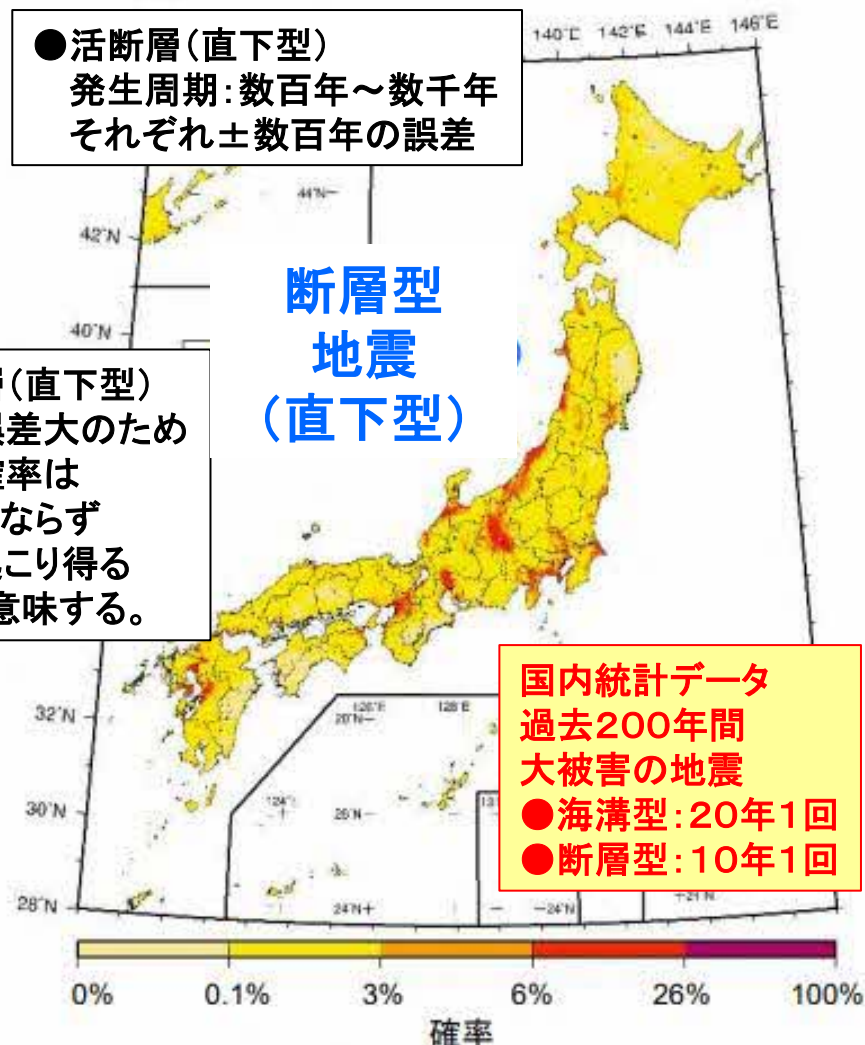 ●活断層(直下型)
発生周期:数百年～数千年
それぞれ±数百年の誤差
140°E 142°E 144°E 146°E
44°N
42°N
断層型
地震
(直下型)
40°N
(直下型)
差大のため
率は
ならず
こり得る
意味する。
国内統計データ
過去200年間
大被害の地震
●海溝型:20年1回
●断層型:10年1回
32°N
126°E 128°E
30°N
26°N
28°N
24°N
24°N
0% 0.1% 3% 6% 26% 100%
確率